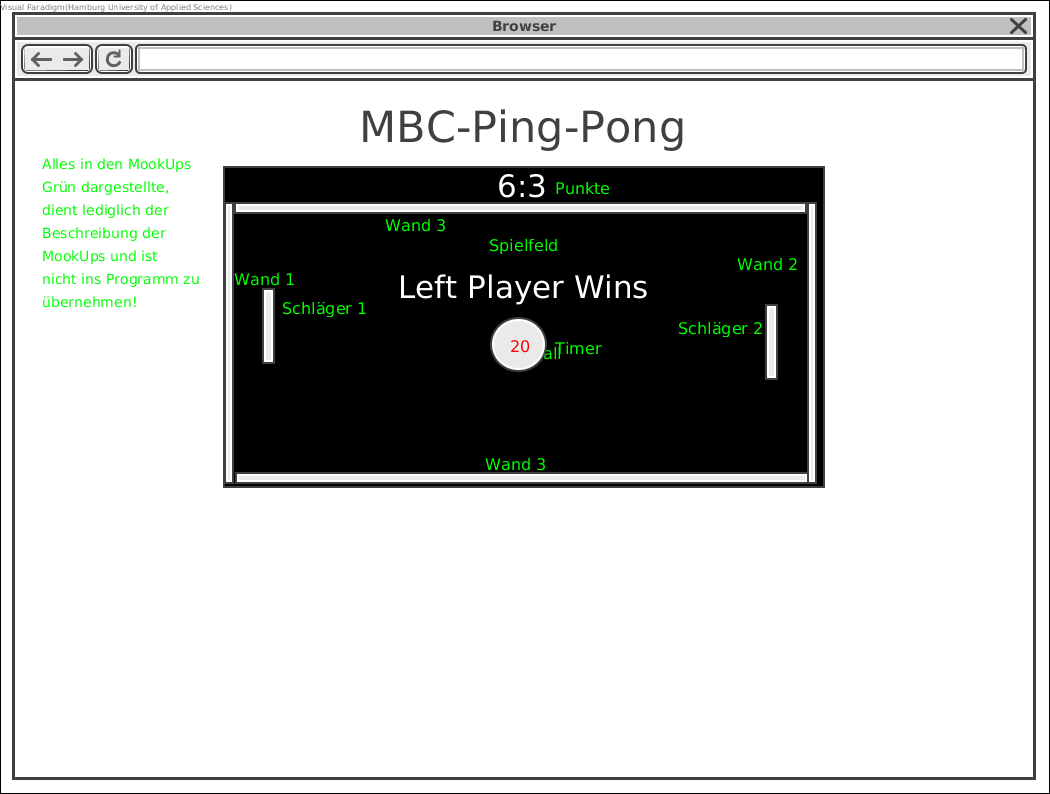 Visual Paradigm(Hamburg University of Applied Sciences)
Browser
MBC-Ping-Pong
Alles in den MookUps
Grün dargestellte,
dient lediglich der
Beschreibung der
MookUps und ist
nicht ins Programm zu
übernehmen!
6:3 Punkte
Wand 3
Spielfeld
Wand 2
Wand 1
Left Player Wins
Schläger 1
Schläger 2
20
Timer
Wand 3